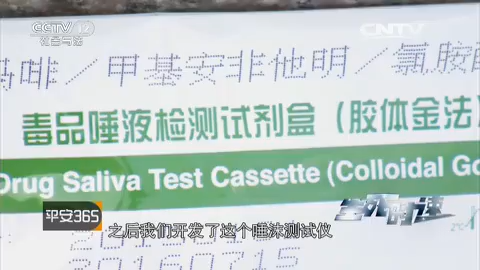 CCTV 12
社会与法
CNTV
啡／甲基安非他明／氯胺酮
毒品唾液检测试剂盒（胶体金法）
Drug Saliva Test Cassette (Colloidal Go
平安365
之后我们开发了这个唾沫测试仪
20160715